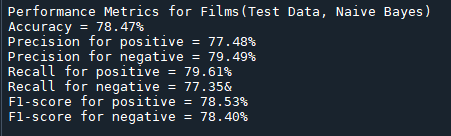 Performance Metrics for Films(Test Data, Naive Bayes)
Accuracy = 78.47%
Precision for positive = 77.48%
Precision for negative = 79.49%
Recall for positive = 79.61%
Recall for negative = 77.35&
F1-score for positive = 78.53%
F1-score for negative = 78.40%